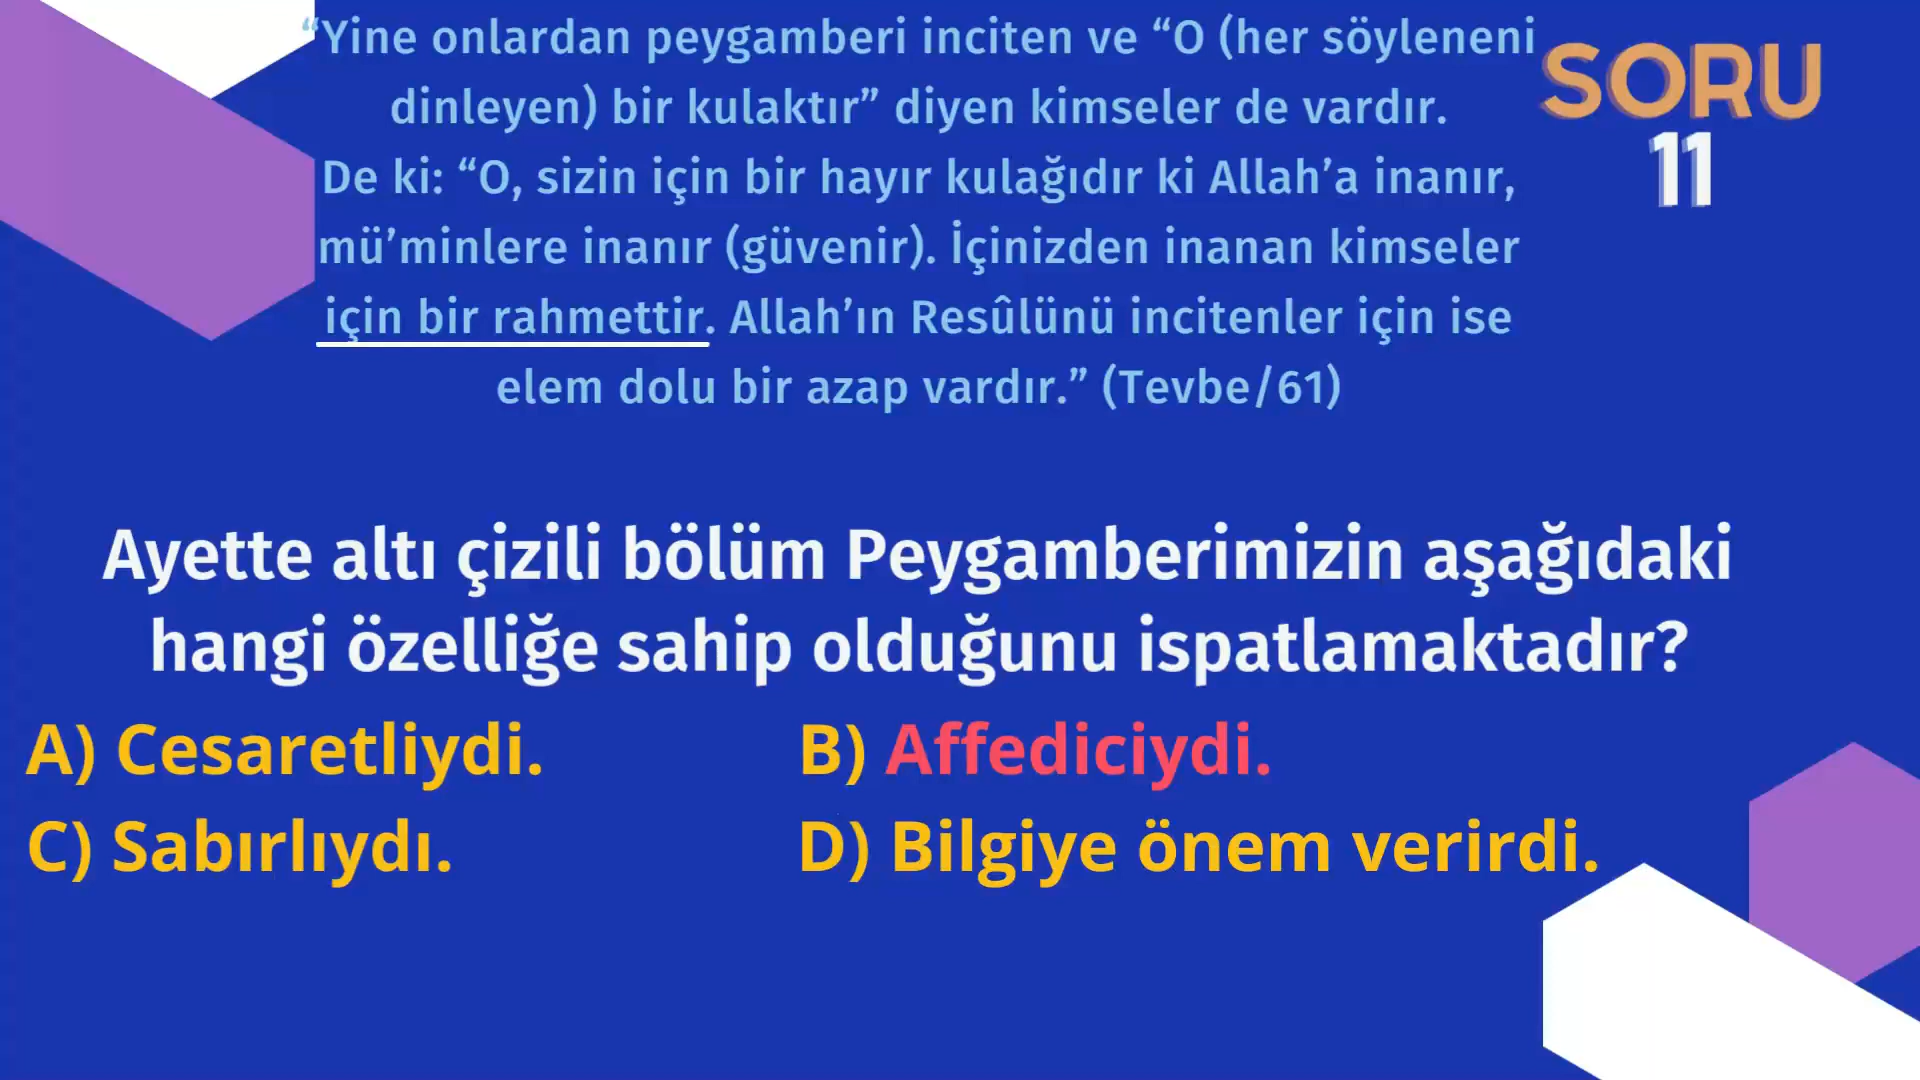 “Yine onlardan peygamberi inciten ve “O (her söyleneni
dinleyen) bir kulaktır” diyen kimseler de vardır.
De ki: “O, sizin için bir hayır kulağıdır ki Allah’a inanır,
mü’minlere inanır (güvenir). İçinizden inanan kimseler
için bir rahmettir. Allah’ın Resûlünü incitenler için ise
elem dolu bir azap vardır.” (Tevbe/61)
SORU
11
Ayette altı çizili bölüm Peygamberimizin aşağıdaki
hangi özelliğe sahip olduğunu ispatlamaktadır?
A) Cesaretliydi.
B) Affediciydi.
C) Sabırlıydı.
D) Bilgiye önem verirdi.